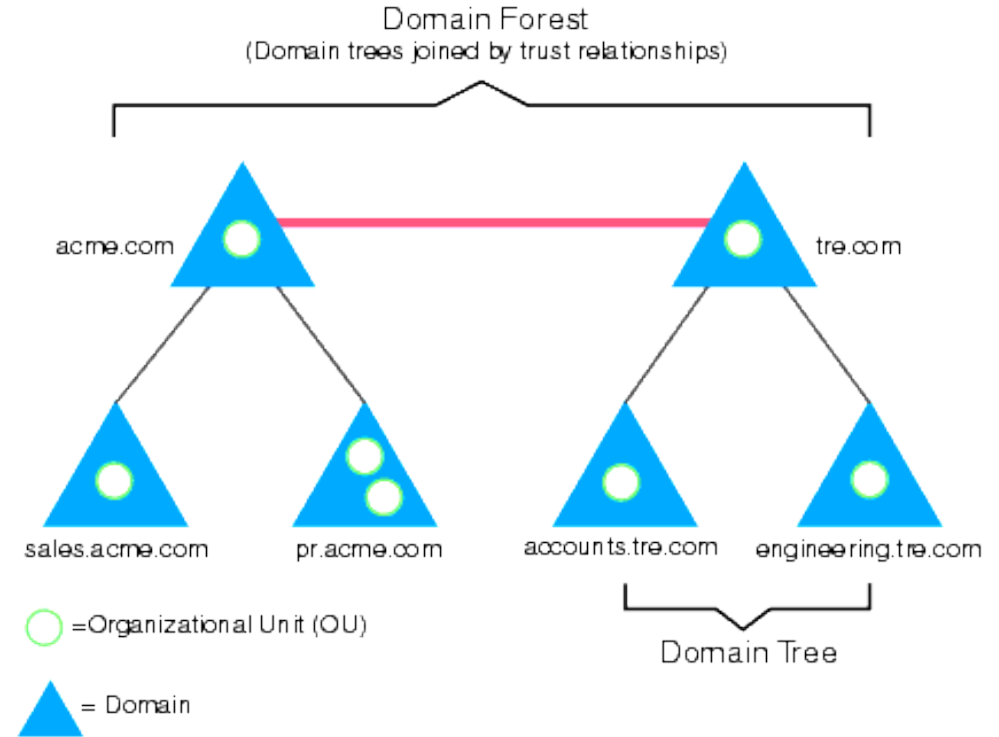 Domain Forest
(Domain trees joined by trust relationships)
acme.com
tre.com
sales.acme.com
pr.acme.com
accounts.tre.com
engineering.tre.com
=Organizational Unit (OU)
Domain Tree
= Domain